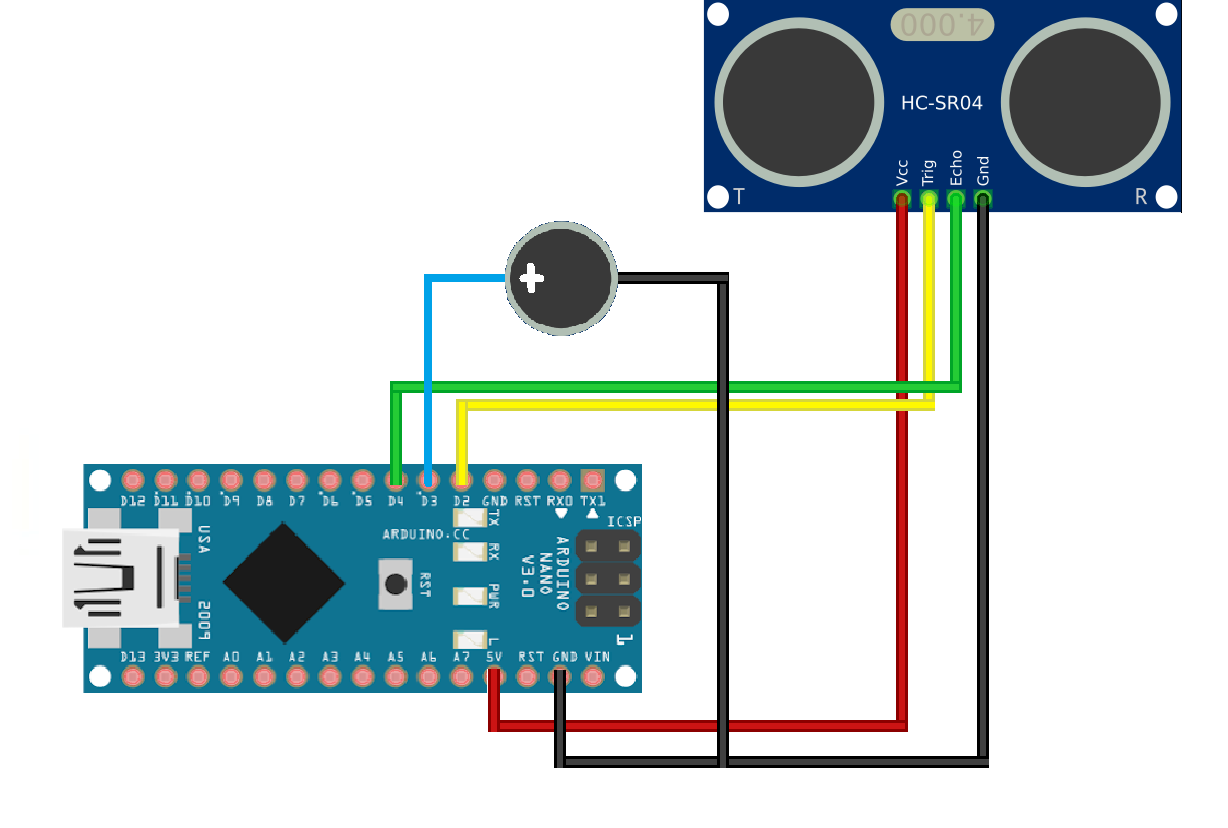 4.000
HC-SR04
Vcc
Trig
Echo
Gnd
T
R
+
D12 D11 D10 D9 D8 D7 D6 D5 D4 D3 D2 GND RST RX0 TX1
ICSP
ARDUINO.CC
TX
RX
PWR
L
RST
ARDUINO
NANO
V3.0
USA
2009
1
D13 3V3 REF A0 A1 A2 A3 A4 A5 A6 A7 5V RST GND VIN